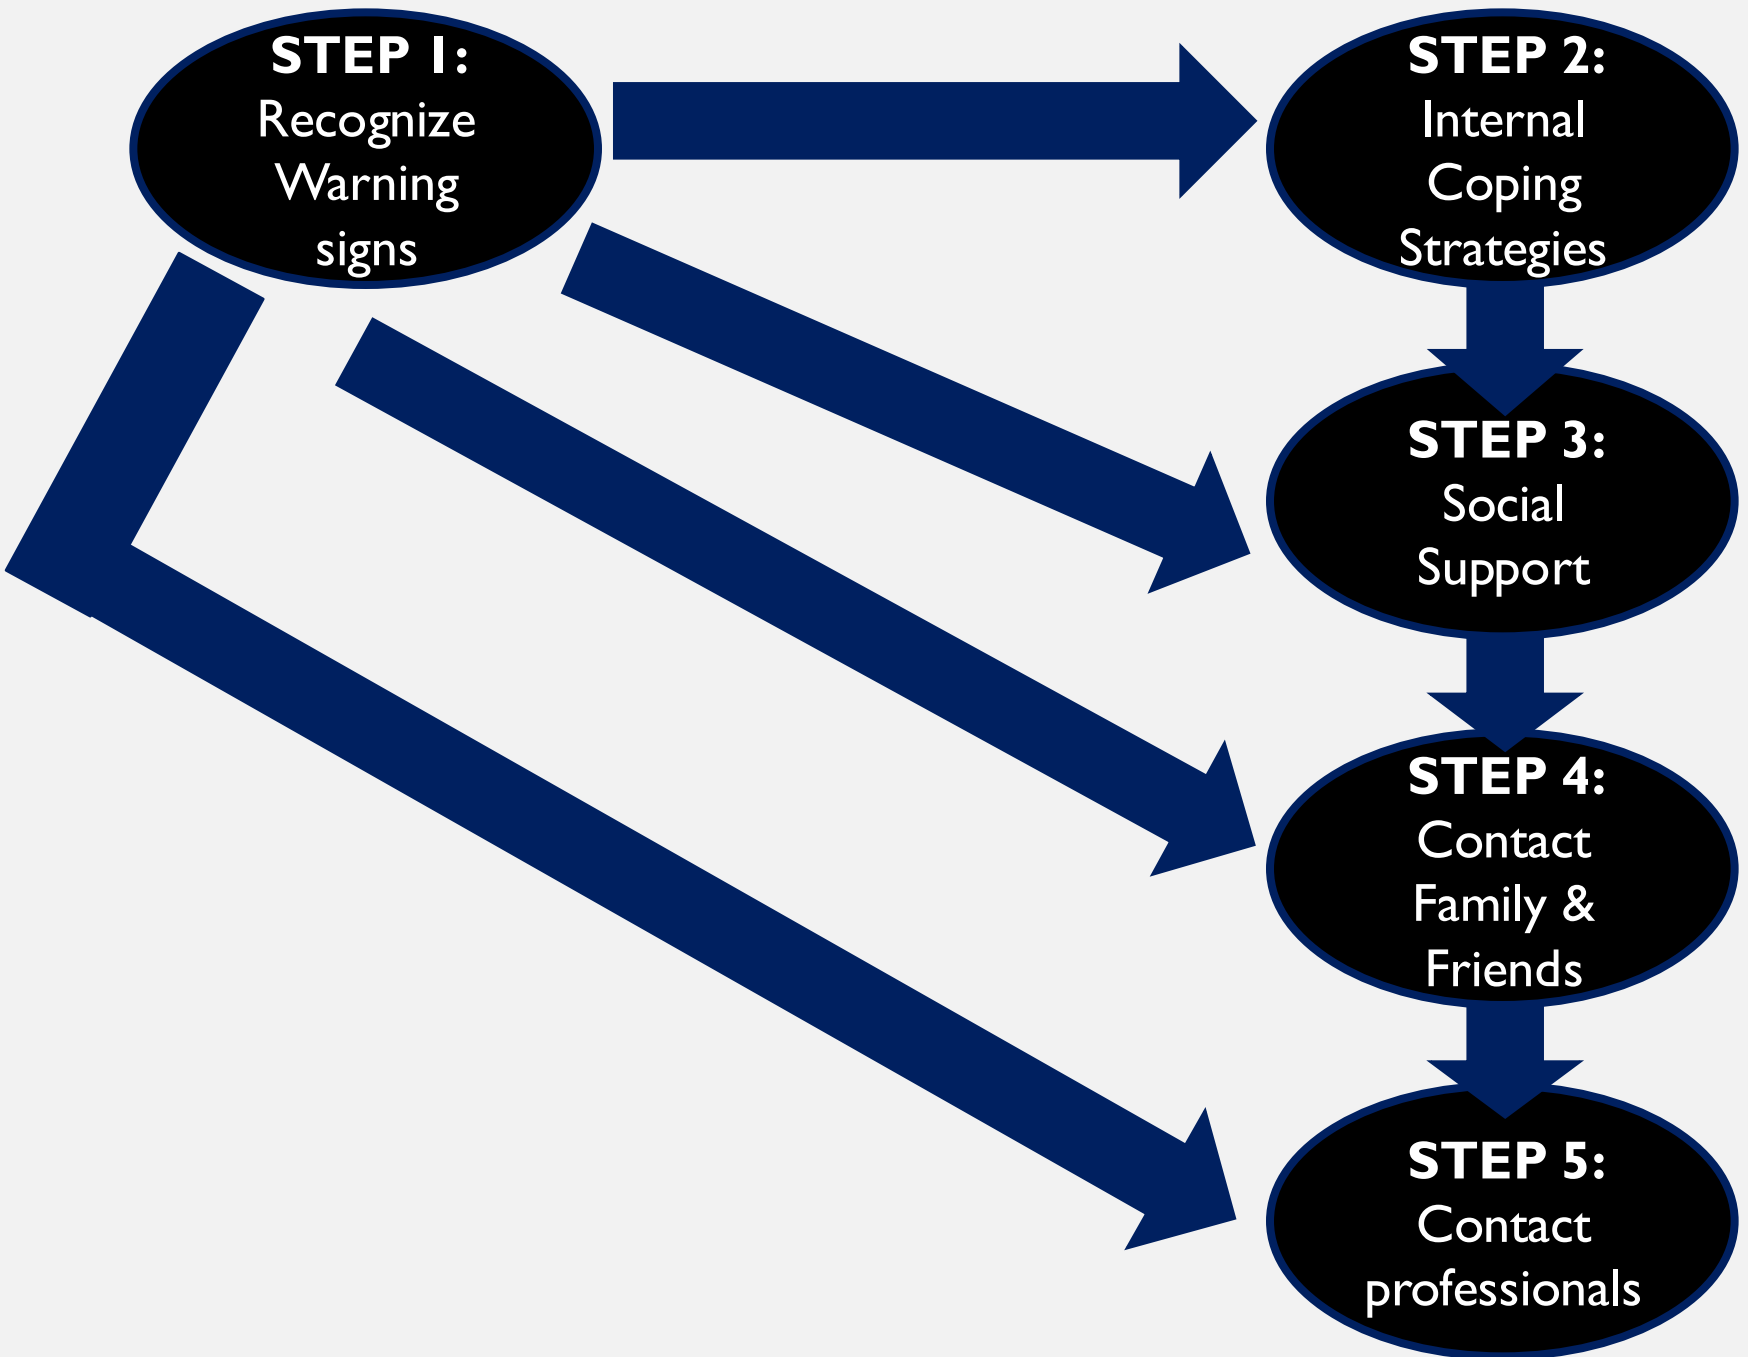 STEP 1:
Recognize
Warning
signs
STEP 2:
Internal
Coping
Strategies
STEP 3:
Social
Support
STEP 4:
Contact
Family &
Friends
STEP 5:
Contact
professionals